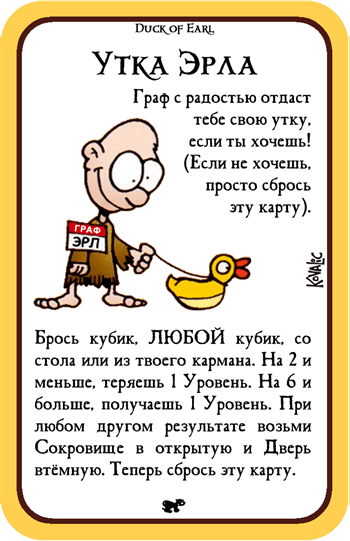 Duck of Earl
Утка Эрла
Граф с радостью отдаст
тебе свою утку,
если ты хочешь!
(Если не хочешь,
просто сбрось
эту карту).
ГРАФ
ЭРЛ
KOVALIC
Брось кубик, ЛЮБОЙ кубик, со
стола или из твоего кармана. На 2 и
меньше, теряешь 1 Уровень. На 6 и
больше, получаешь 1 Уровень. При
любом другом результате возьми
Сокровище в открытую и Дверь
втёмную. Теперь сбрось эту карту.